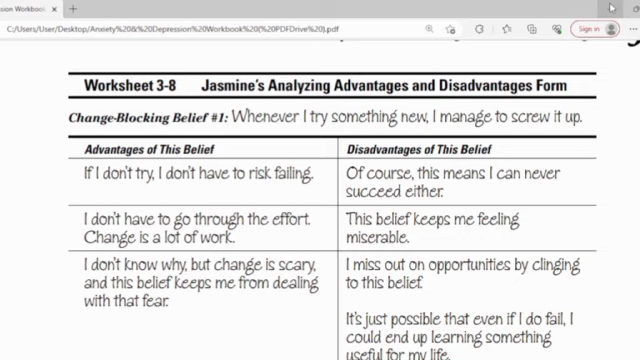 ssion Workbook
C:/Users/User/Desktop/Anxiety%20&%20Depression%20Workbook%20(%20PDFDrive%20).pdf
Sign in
Worksheet 3-8 Jasmine's Analyzing Advantages and Disadvantages Form
Change-Blocking Belief #1: Whenever I try something new, I manage to screw it up.
Advantages of This Belief
Disadvantages of This Belief
If I don't try, I don't have to risk failing.
Of course, this means I can never
succeed either.
I don't have to go through the effort.
Change is a lot of work.
This belief keeps me feeling
miserable.
I don't know why, but change is scary,
and this belief keeps me from dealing
with that fear.
I miss out on opportunities by clinging
to this belief.
It's just possible that even if I do fail, I
could end up learning something
useful for my life.